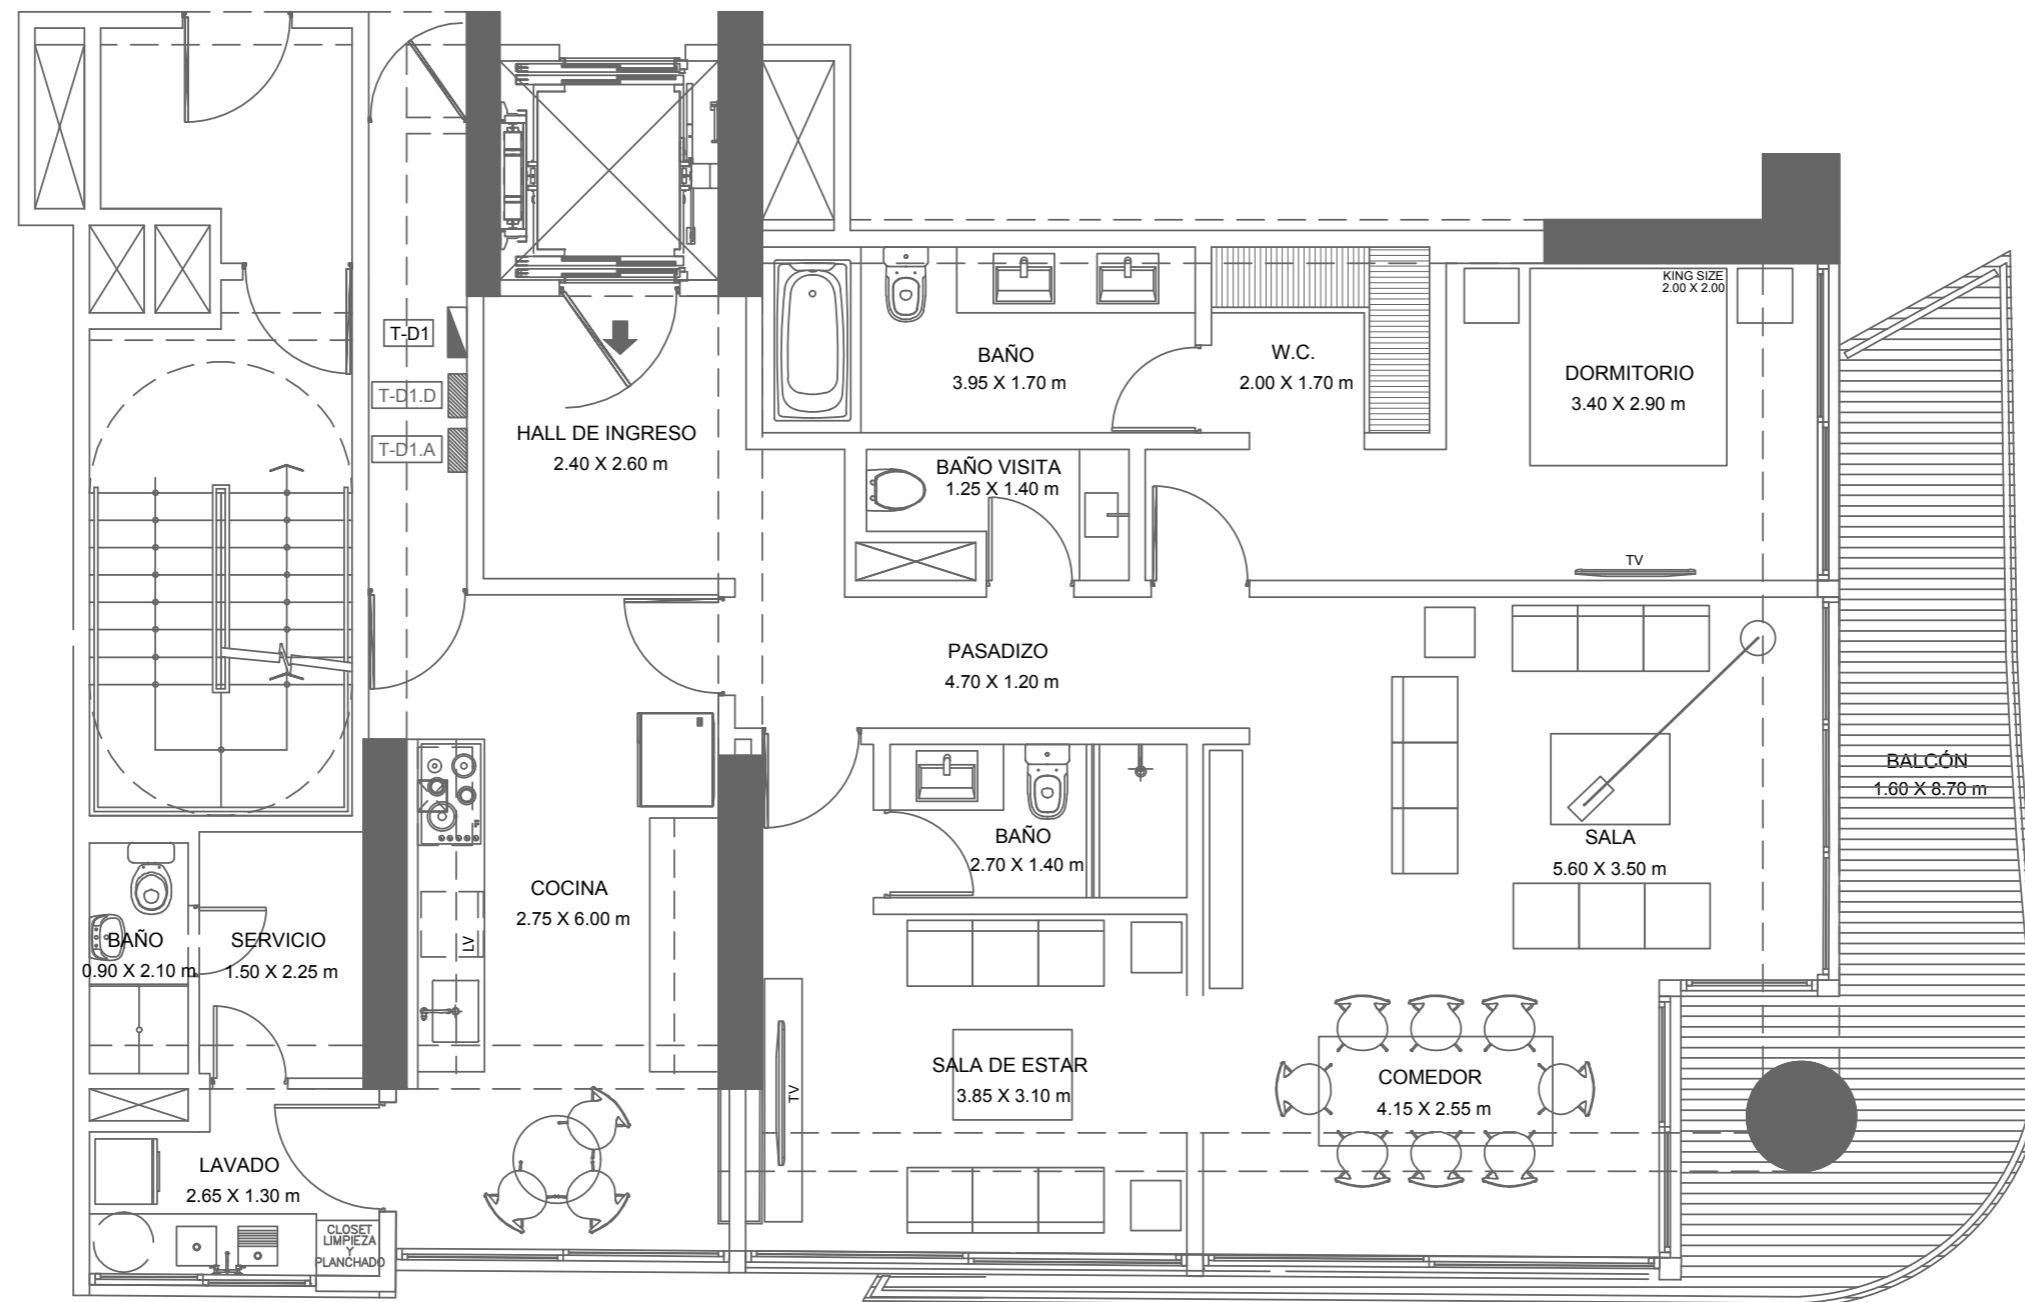 KING SIZE
2.00 X 2.00
T-D1
T-D1.D
T-D1.A
HALL DE INGRESO
2.40 X 2.60 m
BAÑO
3.95 X 1.70 m
W.C.
2.00 X 1.70 m
DORMITORIO
3.40 X 2.90 m
BAÑO VISITA
1.25 X 1.40 m
TV
PASADIZO
4.70 X 1.20 m
BALCÓN
1.60 X 8.70 m
SALA
5.60 X 3.50 m
BAÑO
2.70 X 1.40 m
COCINA
2.75 X 6.00 m
LV
BAÑO
0.90 X 2.10 m
SERVICIO
1.50 X 2.25 m
SALA DE ESTAR
3.85 X 3.10 m
TV
COMEDOR
4.15 X 2.55 m
LAVADO
2.65 X 1.30 m
CLOSET
LIMPIEZA
Y
PLANCHADO